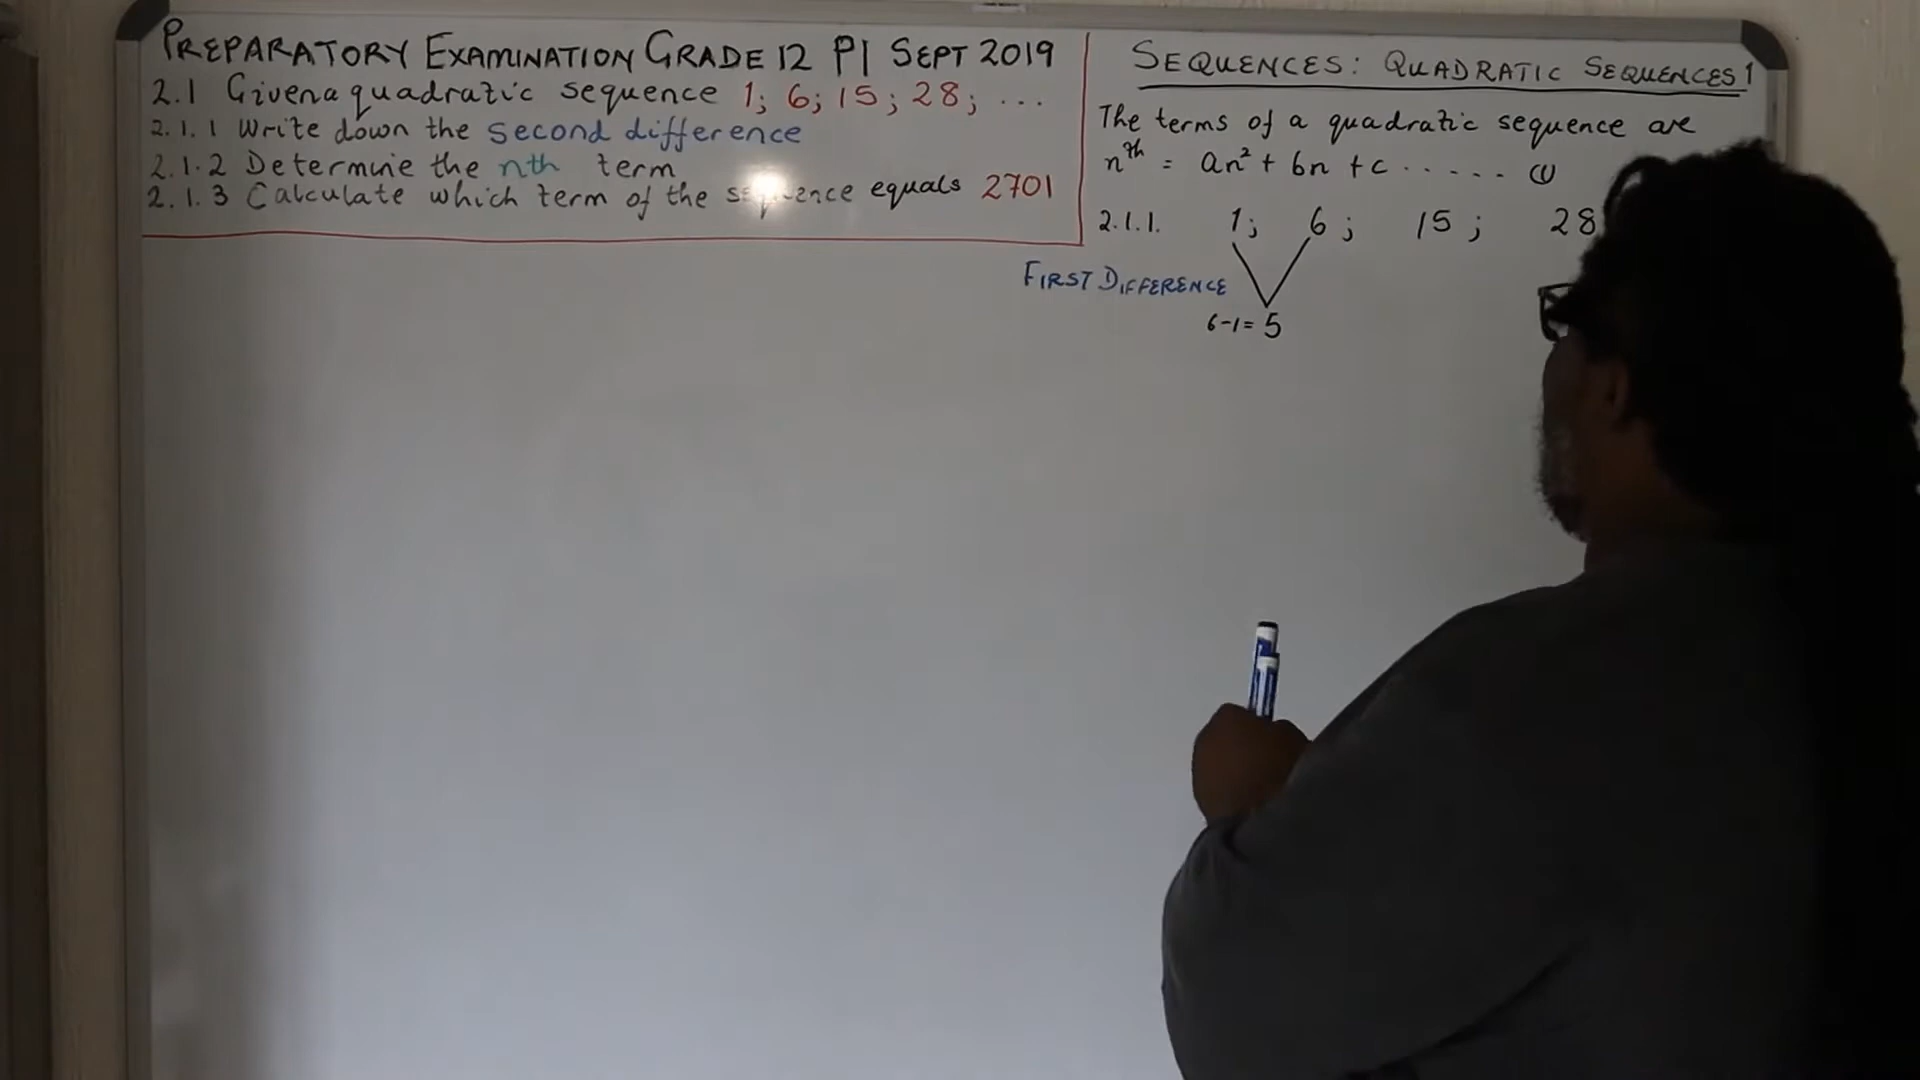 PREPARATORY EXAMINATION GRADE 12 P1 SEPT 2019
2.1 Given a quadratic sequence 1; 6; 15; 28; ...
2.1.1 Write down the second difference
2.1.2 Determine the nth term
2.1.3 Calculate which term of the sequence equals 2701
SEQUENCES: QUADRATIC SEQUENCES 1
The terms of a quadratic sequence are
nᵗʰ = an² + bn + c ..... (1)
2.1.1. 1; 6; 15; 28
FIRST DIFFERENCE
6-1= 5